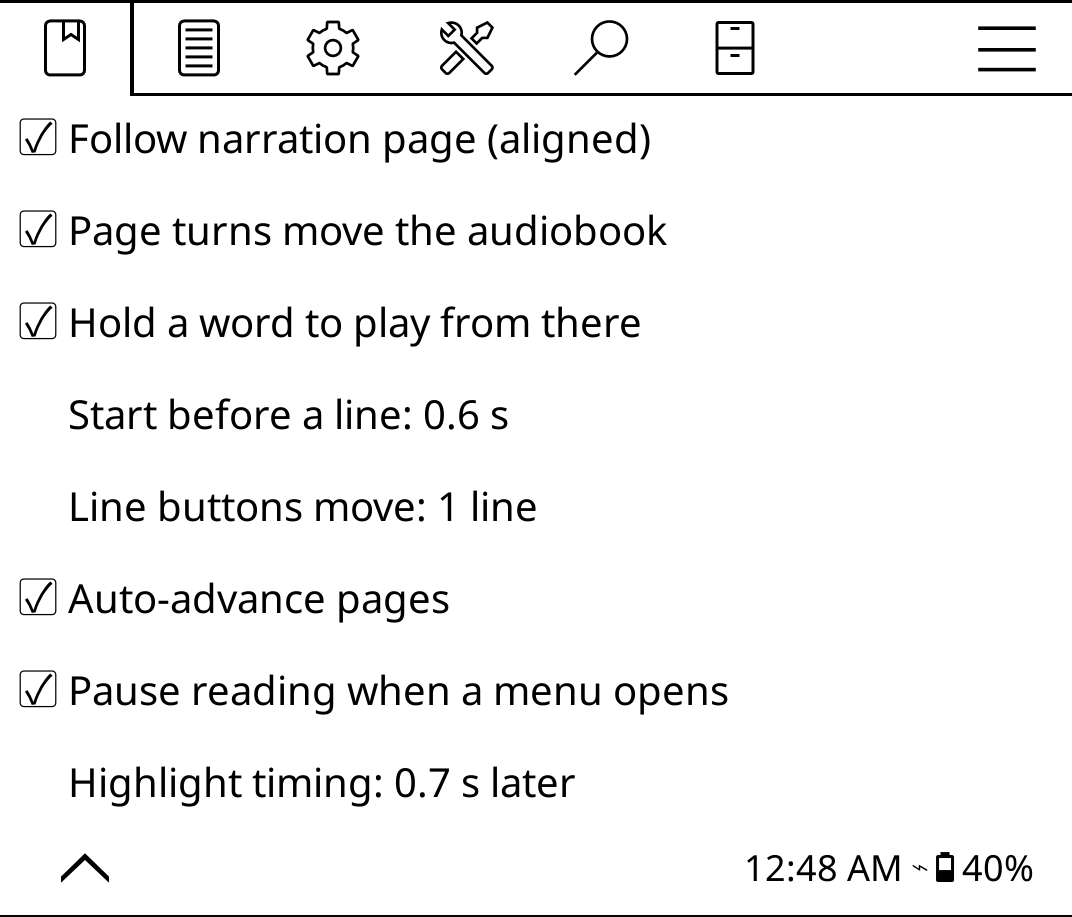 Follow narration page (aligned)
Page turns move the audiobook
Hold a word to play from there
Start before a line: 0.6 s
Line buttons move: 1 line
Auto-advance pages
Pause reading when a menu opens
Highlight timing: 0.7 s later
12:48 AM 40%